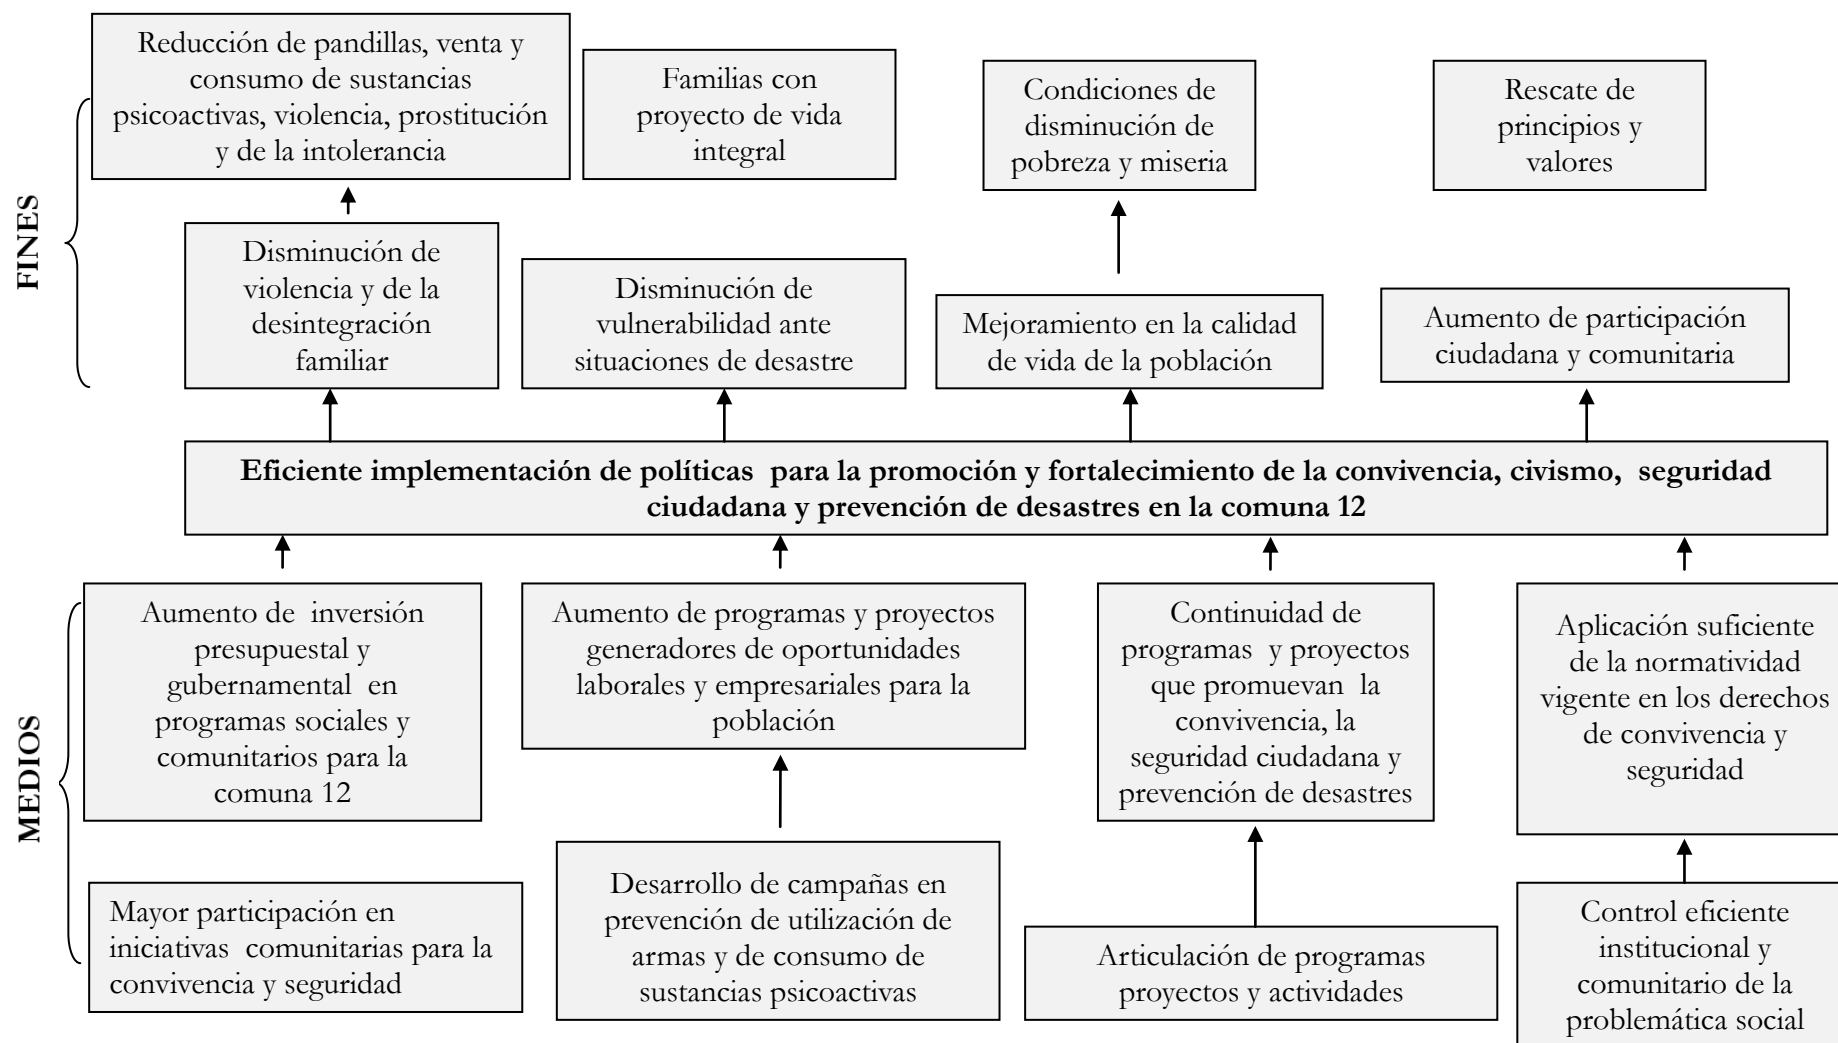 FINES
Reducción de pandillas, venta y
consumo de sustancias
psicoactivas, violencia, prostitución
y de la intolerancia
Familias con
proyecto de vida
integral
Condiciones de
disminución de
pobreza y miseria
Rescate de
principios y
valores
Disminución de
violencia y de la
desintegración
familiar
Disminución de
vulnerabilidad ante
situaciones de desastre
Mejoramiento en la calidad
de vida de la población
Aumento de participación
ciudadana y comunitaria
Eficiente implementación de políticas para la promoción y fortalecimiento de la convivencia, civismo, seguridad
ciudadana y prevención de desastres en la comuna 12
MEDIOS
Aumento de inversión
presupuestal y
gubernamental en
programas sociales y
comunitarios para la
comuna 12
Aumento de programas y proyectos
generadores de oportunidades
laborales y empresariales para la
población
Continuidad de
programas y proyectos
que promuevan la
convivencia, la
seguridad ciudadana y
prevención de desastres
Aplicación suficiente
de la normatividad
vigente en los derechos
de convivencia y
seguridad
Mayor participación en
iniciativas comunitarias para la
convivencia y seguridad
Desarrollo de campañas en
prevención de utilización de
armas y de consumo de
sustancias psicoactivas
Articulación de programas
proyectos y actividades
Control eficiente
institucional y
comunitario de la
problemática social